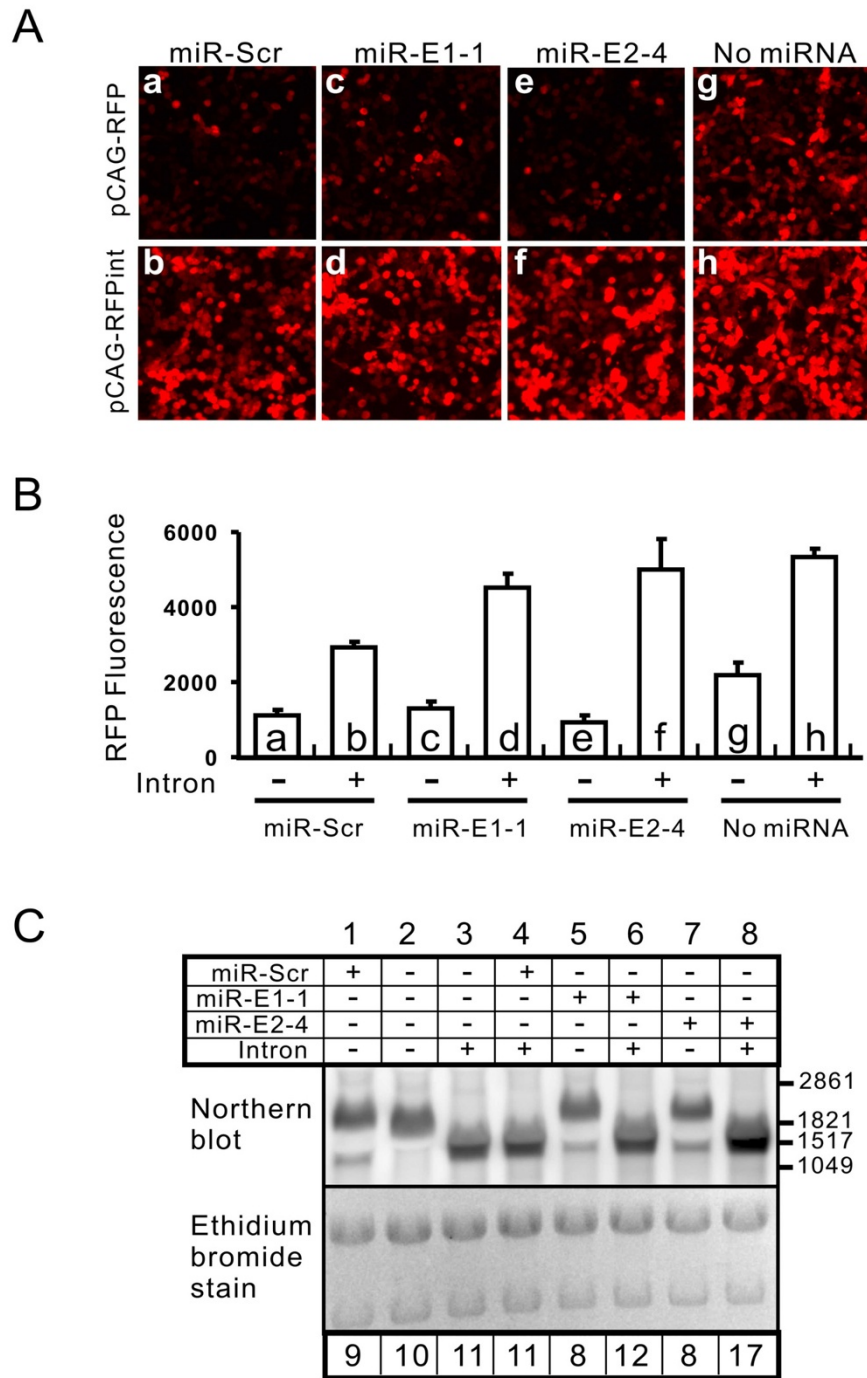 A
miR-Scr miR-E1-1 miR-E2-4 No miRNA
pCAG-RFP
a c e g
pCAG-RFPint
b d f h
B
RFP Fluorescence
6000
4000
2000
0
a b c d e f g h
Intron - + - + - + - +
miR-Scr miR-E1-1 miR-E2-4 No miRNA
C
1 2 3 4 5 6 7 8
miR-Scr + - - + - - - -
miR-E1-1 - - - - + + - -
miR-E2-4 - - - - - - + +
Intron - - + + - + - +
Northern
blot
2861
1821
1517
1049
Ethidium
bromide
stain
9 10 11 11 8 12 8 17